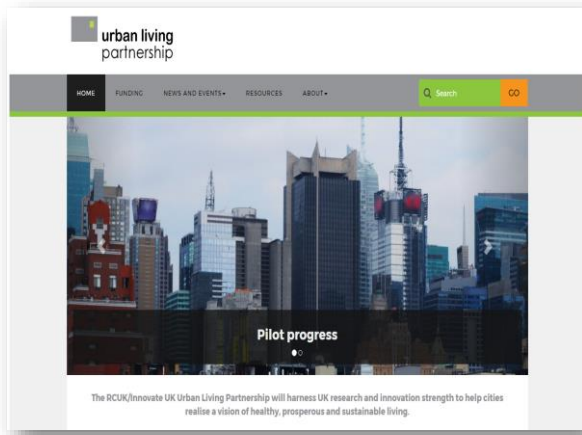 urban living
partnership
HOME FUNDING NEWS AND EVENTS RESOURCES ABOUT Search GO
Pilot progress
The RCUK/Innovate UK Urban Living Partnership will harness UK research and innovation strength to help cities
realise a vision of healthy, prosperous and sustainable living.